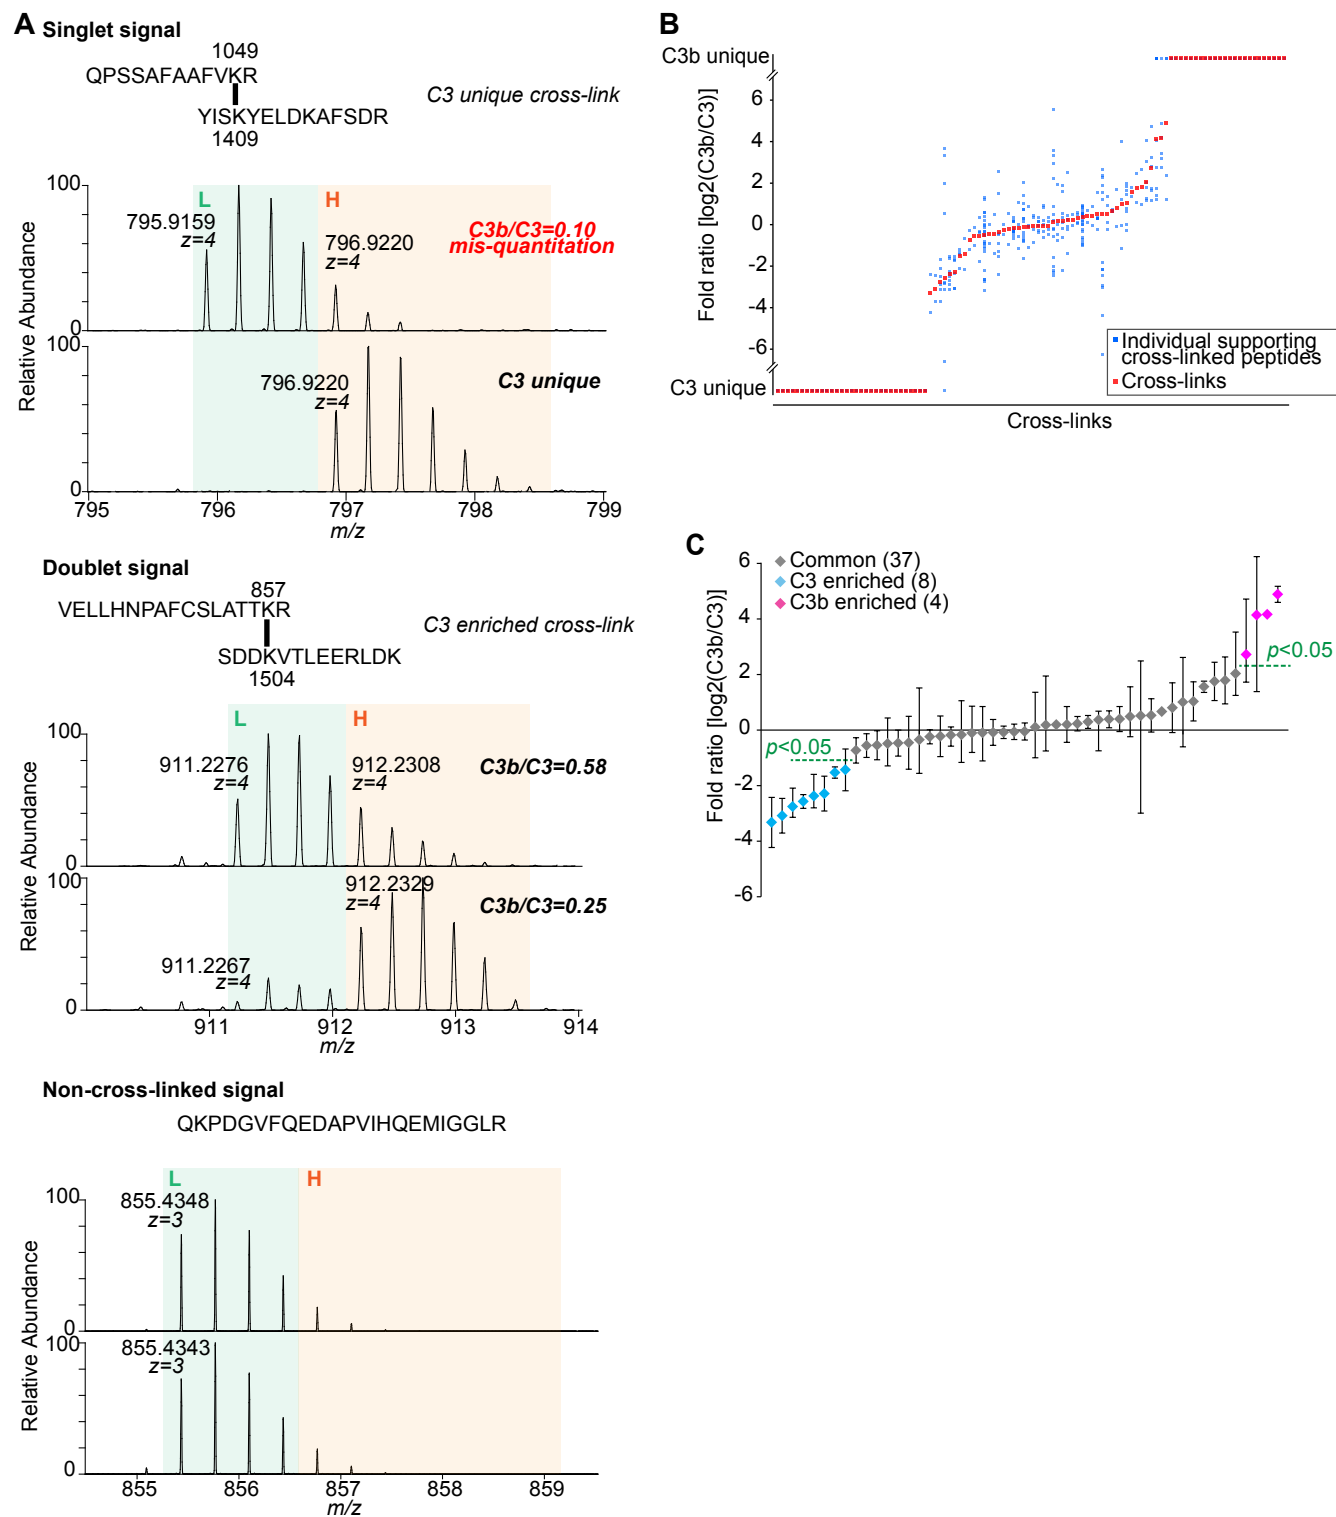 A Singlet signal
1049
QPSSAFAAFVKR
C3 unique cross-link
YISKYELDKAFSDR
1409
100
L
H
795.9159
z=4
C3b/C3=0.10
mis-quantitation
796.9220
z=4
0
100
796.9220
z=4
C3 unique
0
Relative Abundance
795
796
797
798
799
m/z
Doublet signal
857
VELLHNPAFCSLATTKR
C3 enriched cross-link
SDDKVTLEERLDK
1504
L
H
100
911.2276
z=4
912.2308
z=4
C3b/C3=0.58
0
100
912.2329
z=4
C3b/C3=0.25
911.2267
z=4
0
Relative Abundance
911
912
913
914
m/z
Non-cross-linked signal
QKPDGVFQEDAPVIHQEMIGGLR
L
H
100
855.4348
z=3
0
100
855.4343
z=3
0
Relative Abundance
Relative Abundance
855
856
857
858
859
m/z
B
C3b unique
6
4
2
0
-2
-4
-6
C3 unique
Fold ratio [log2(C3b/C3)]
Individual supporting
cross-linked peptides
Cross-links
Cross-links
C
6
4
2
0
-2
-4
-6
Fold ratio [log2(C3b/C3)]
Common (37)
C3 enriched (8)
C3b enriched (4)
p<0.05
p<0.05